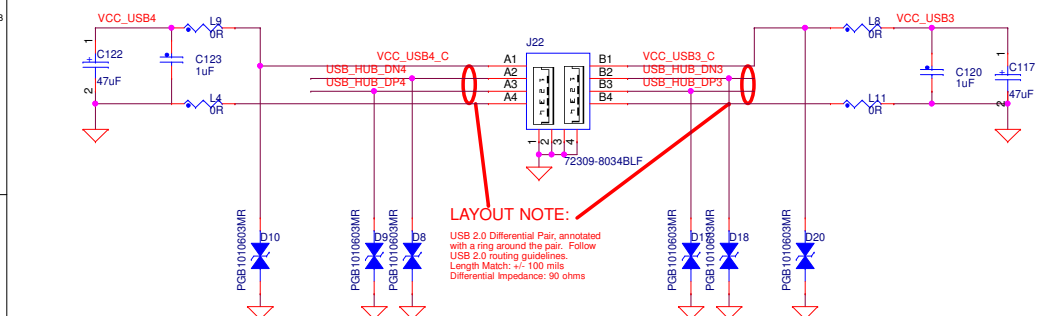 VCC_USB4
L9
0R
L8
VCC_USB3
0R
1
C122
47uF
2
C123
1uF
VCC_USB4_C
USB_HUB_DN4
USB_HUB_DP4
J22
A1
A2
A3
A4
B1
B2
B3
B4
VCC_USB3_C
USB_HUB_DN3
USB_HUB_DP3
C120
1uF
1
C117
47uF
2
L4
0R
L11
0R
1
2
3
4
72309-8034BLF
LAYOUT NOTE:
USB 2.0 Differential Pair, annotated
with a ring around the pair. Follow
USB 2.0 routing guidelines.
Length Match: +/- 100 mils
Differential Impedance: 90 ohms
D10
PGB1010603MR
D9
PGB1010603MR
D8
PGB1010603MR
PGB1010603MR
D18
PGB1010603MR
D20
PGB1010603MR